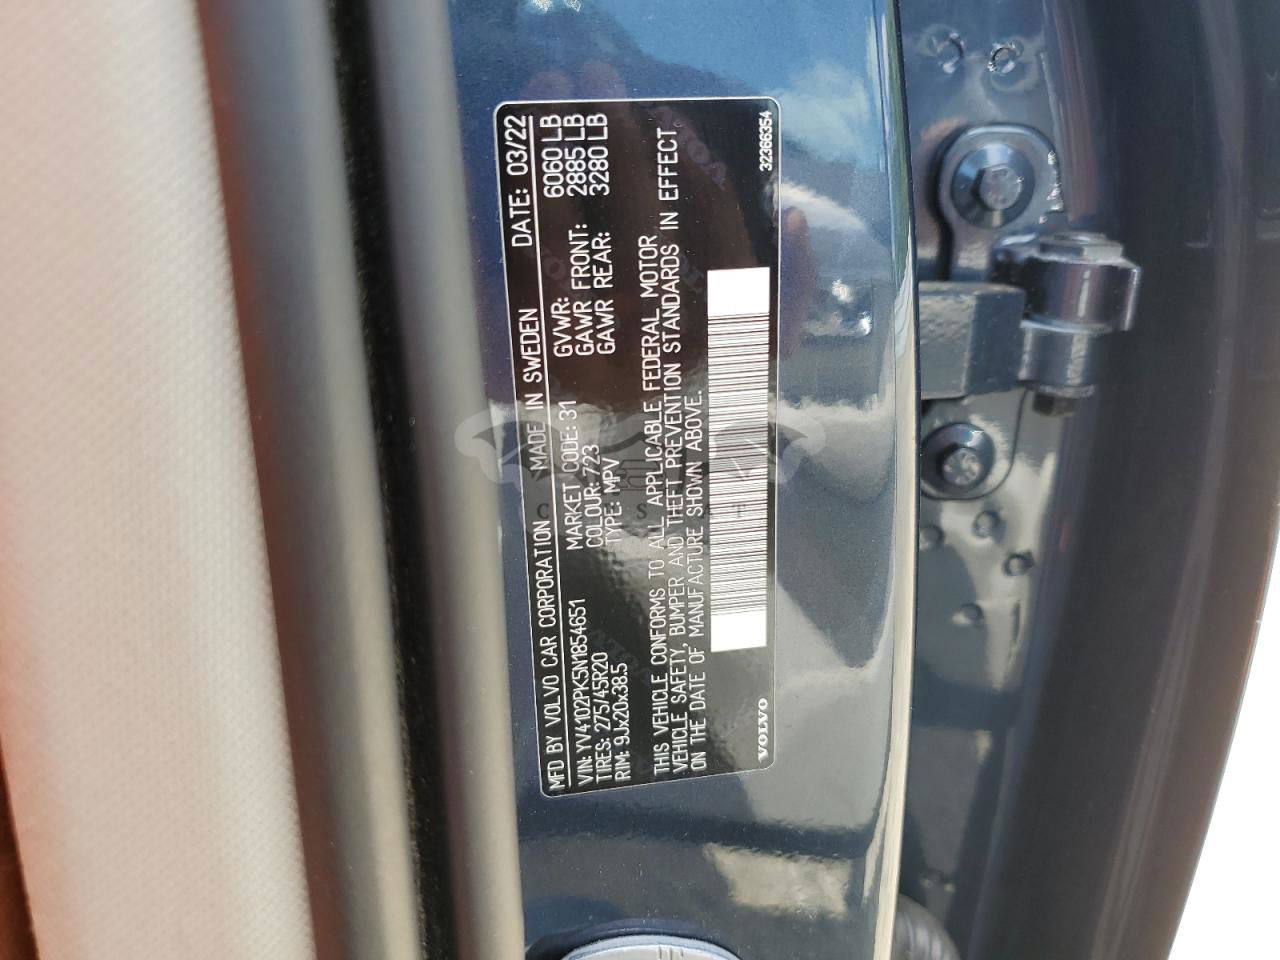 MFD BY VOLVO CAR CORPORATION MADE IN SWEDEN DATE: 03/22
VIN: YV4102PK5N1854651 MARKET CODE: 31 GVWR: 6060 LB
TIRES: 275/45R20 COLOUR: 723 GAWR FRONT: 2885 LB
RIM: 9Jx20x38.5 TYPE: MPV GAWR REAR: 3280 LB
THIS VEHICLE CONFORMS TO ALL APPLICABLE FEDERAL MOTOR
VEHICLE SAFETY, BUMPER AND THEFT PREVENTION STANDARDS IN EFFECT
ON THE DATE OF MANUFACTURE SHOWN ABOVE.
VOLVO 32366354